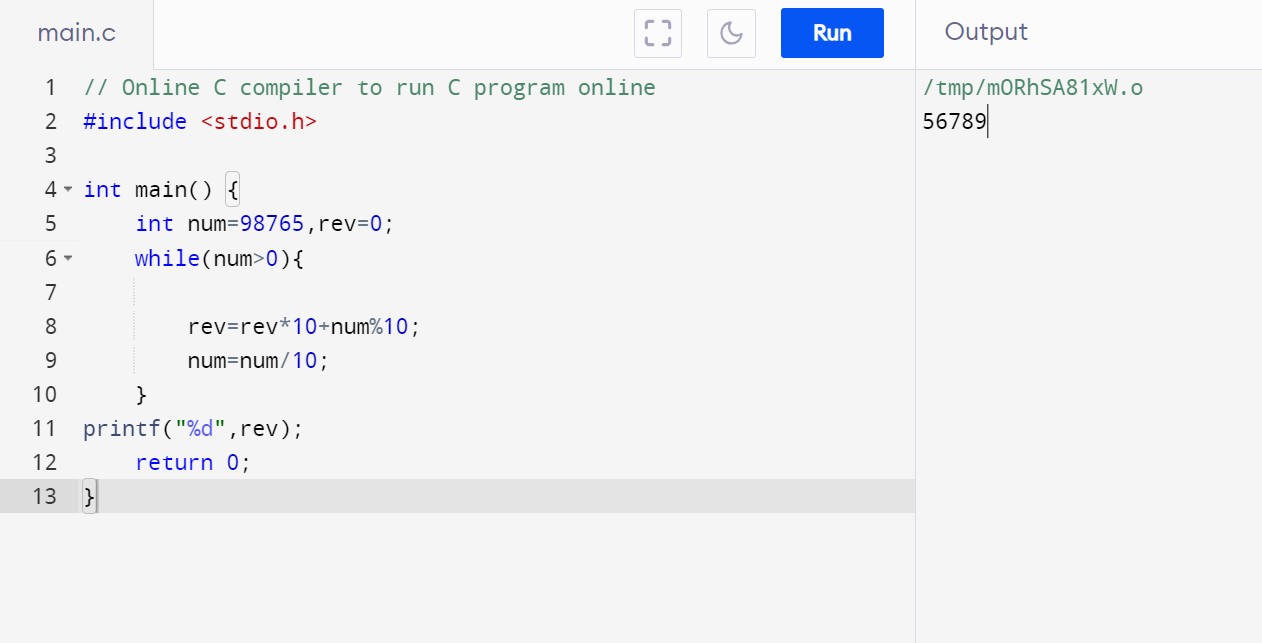 main.c
Run
Output
1 // Online C compiler to run C program online
2 #include <stdio.h>
3
4 int main() {
5     int num=98765,rev=0;
6     while(num>0){
7
8         rev=rev*10+num%10;
9         num=num/10;
10     }
11 printf("%d",rev);
12     return 0;
13 }
/tmp/mORhSA81xW.o
56789